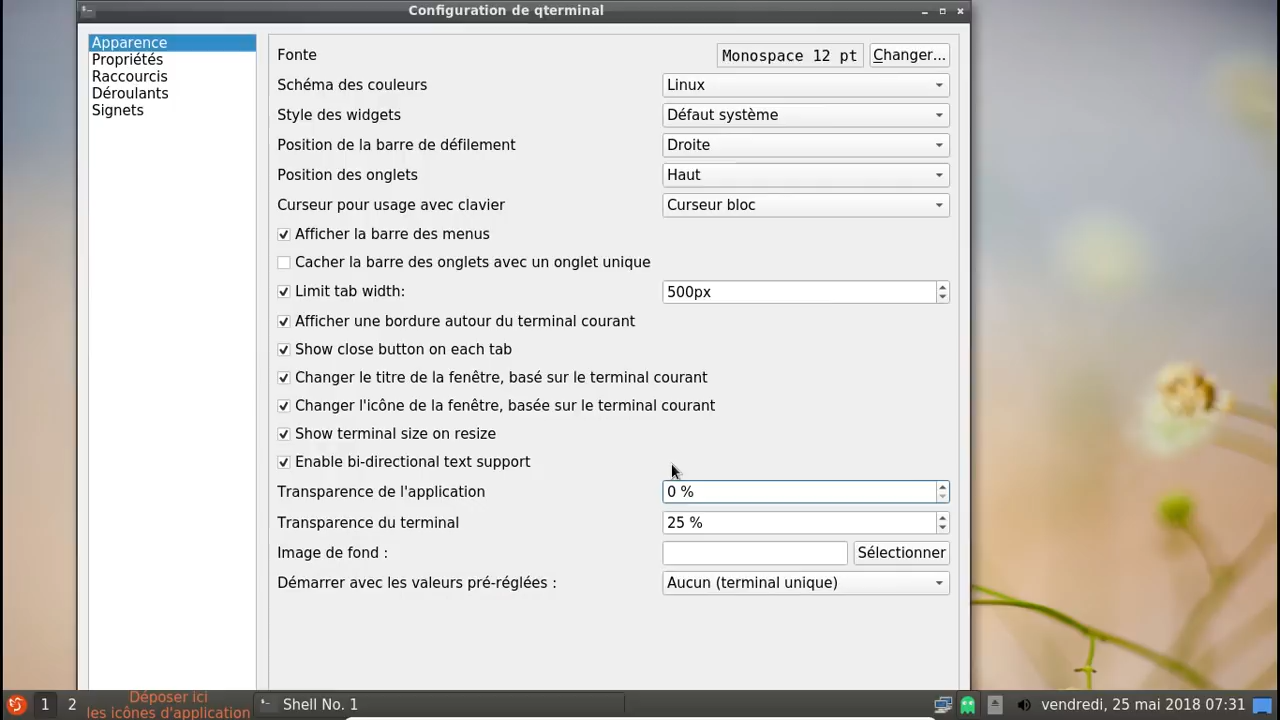 Configuration de qterminal
Apparence
Propriétés
Raccourcis
Déroulants
Signets
Fonte Monospace 12 pt Changer...
Schéma des couleurs Linux
Style des widgets Défaut système
Position de la barre de défilement Droite
Position des onglets Haut
Curseur pour usage avec clavier Curseur bloc
Afficher la barre des menus
Cacher la barre des onglets avec un onglet unique
Limit tab width: 500px
Afficher une bordure autour du terminal courant
Show close button on each tab
Changer le titre de la fenêtre, basé sur le terminal courant
Changer l'icône de la fenêtre, basée sur le terminal courant
Show terminal size on resize
Enable bi-directional text support
Transparence de l'application 0 %
Transparence du terminal 25 %
Image de fond : Sélectionner
Démarrer avec les valeurs pré-réglées : Aucun (terminal unique)
1 2 Déposer ici
les icônes d'application
Shell No. 1
vendredi, 25 mai 2018 07:31